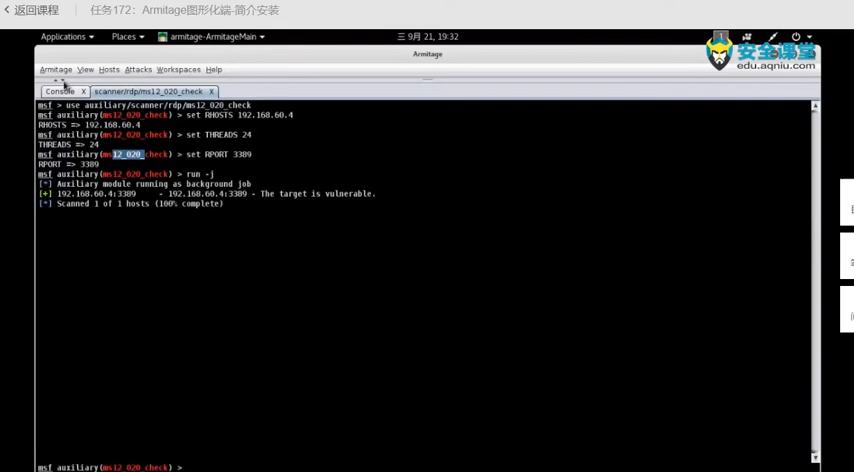 返回课程 任务172：Armitage图形化端-简介安装
Applications Places armitage-ArmitageMain 三 9月 21, 19:32
Armitage
安全课堂
edu.aqniu.com
Armitage View Hosts Attacks Workspaces Help
Console X scanner/rdp/ms12_020_check X
msf > use auxiliary/scanner/rdp/ms12_020_check
msf auxiliary(ms12_020_check) > set RHOSTS 192.168.60.4
RHOSTS => 192.168.60.4
msf auxiliary(ms12_020_check) > set THREADS 24
THREADS => 24
msf auxiliary(ms12_020_check) > set RPORT 3389
RPORT => 3389
msf auxiliary(ms12_020_check) > run -j
[*] Auxiliary module running as background job
[+] 192.168.60.4:3389 - 192.168.60.4:3389 - The target is vulnerable.
[*] Scanned 1 of 1 hosts (100% complete)
msf auxiliary(ms12_020_check) >